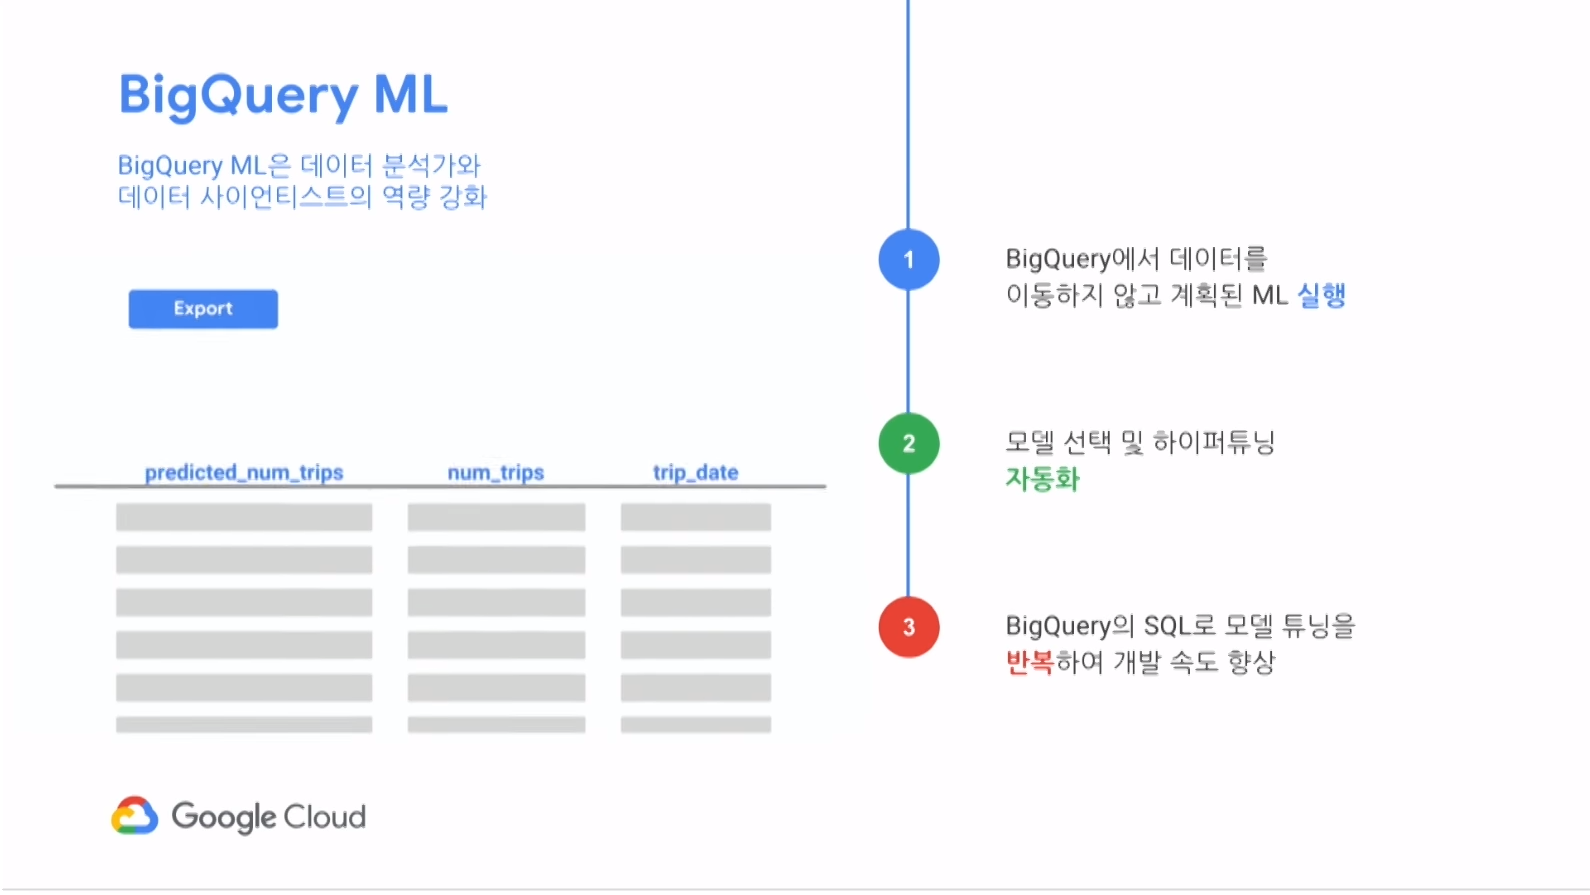 BigQuery ML
BigQuery ML은 데이터 분석가와
데이터 사이언티스트의 역량 강화
Export
predicted_num_trips num_trips trip_date
1
BigQuery에서 데이터를
이동하지 않고 계획된 ML 실행
2
모델 선택 및 하이퍼튜닝
자동화
3
BigQuery의 SQL로 모델 튜닝을
반복하여 개발 속도 향상
Google Cloud